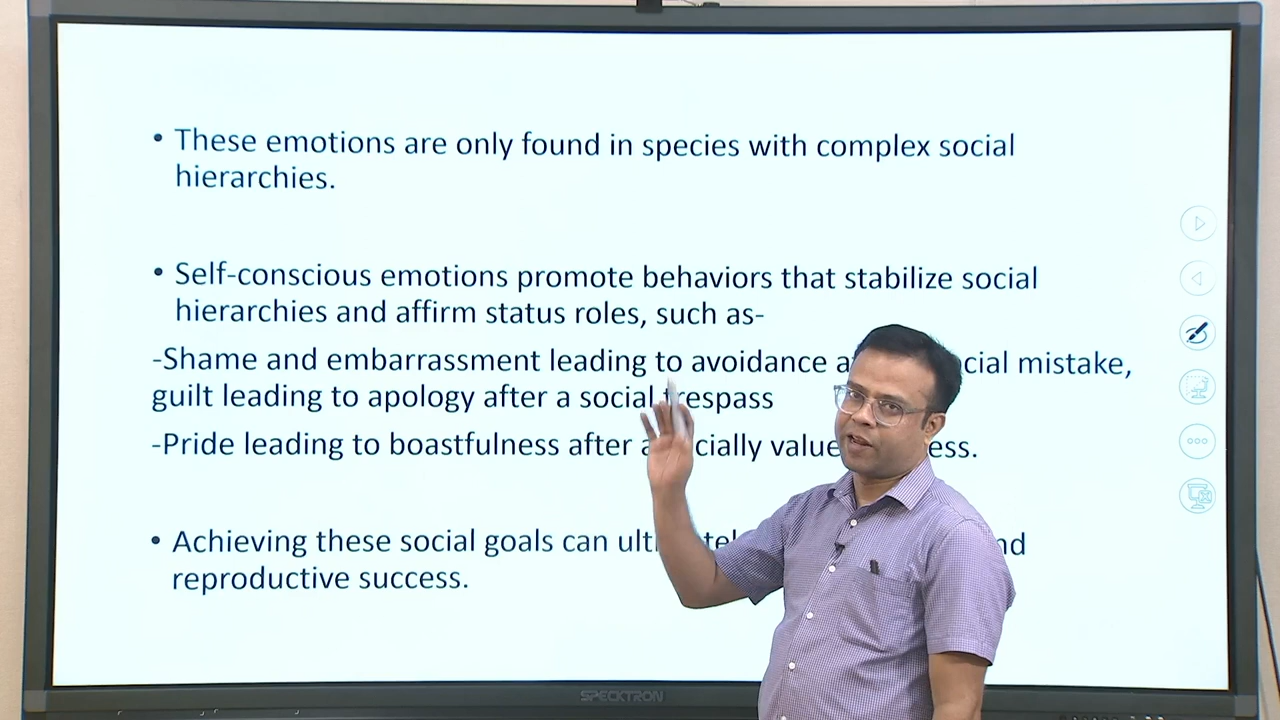 • These emotions are only found in species with complex social
hierarchies.
• Self-conscious emotions promote behaviors that stabilize social
hierarchies and affirm status roles, such as-
-Shame and embarrassment leading to avoidance cial mistake,
guilt leading to apology after a social trespass
-Pride leading to boastfulness after cially value ess.
• Achieving these social goals can nd
reproductive success.
SPECKTRON